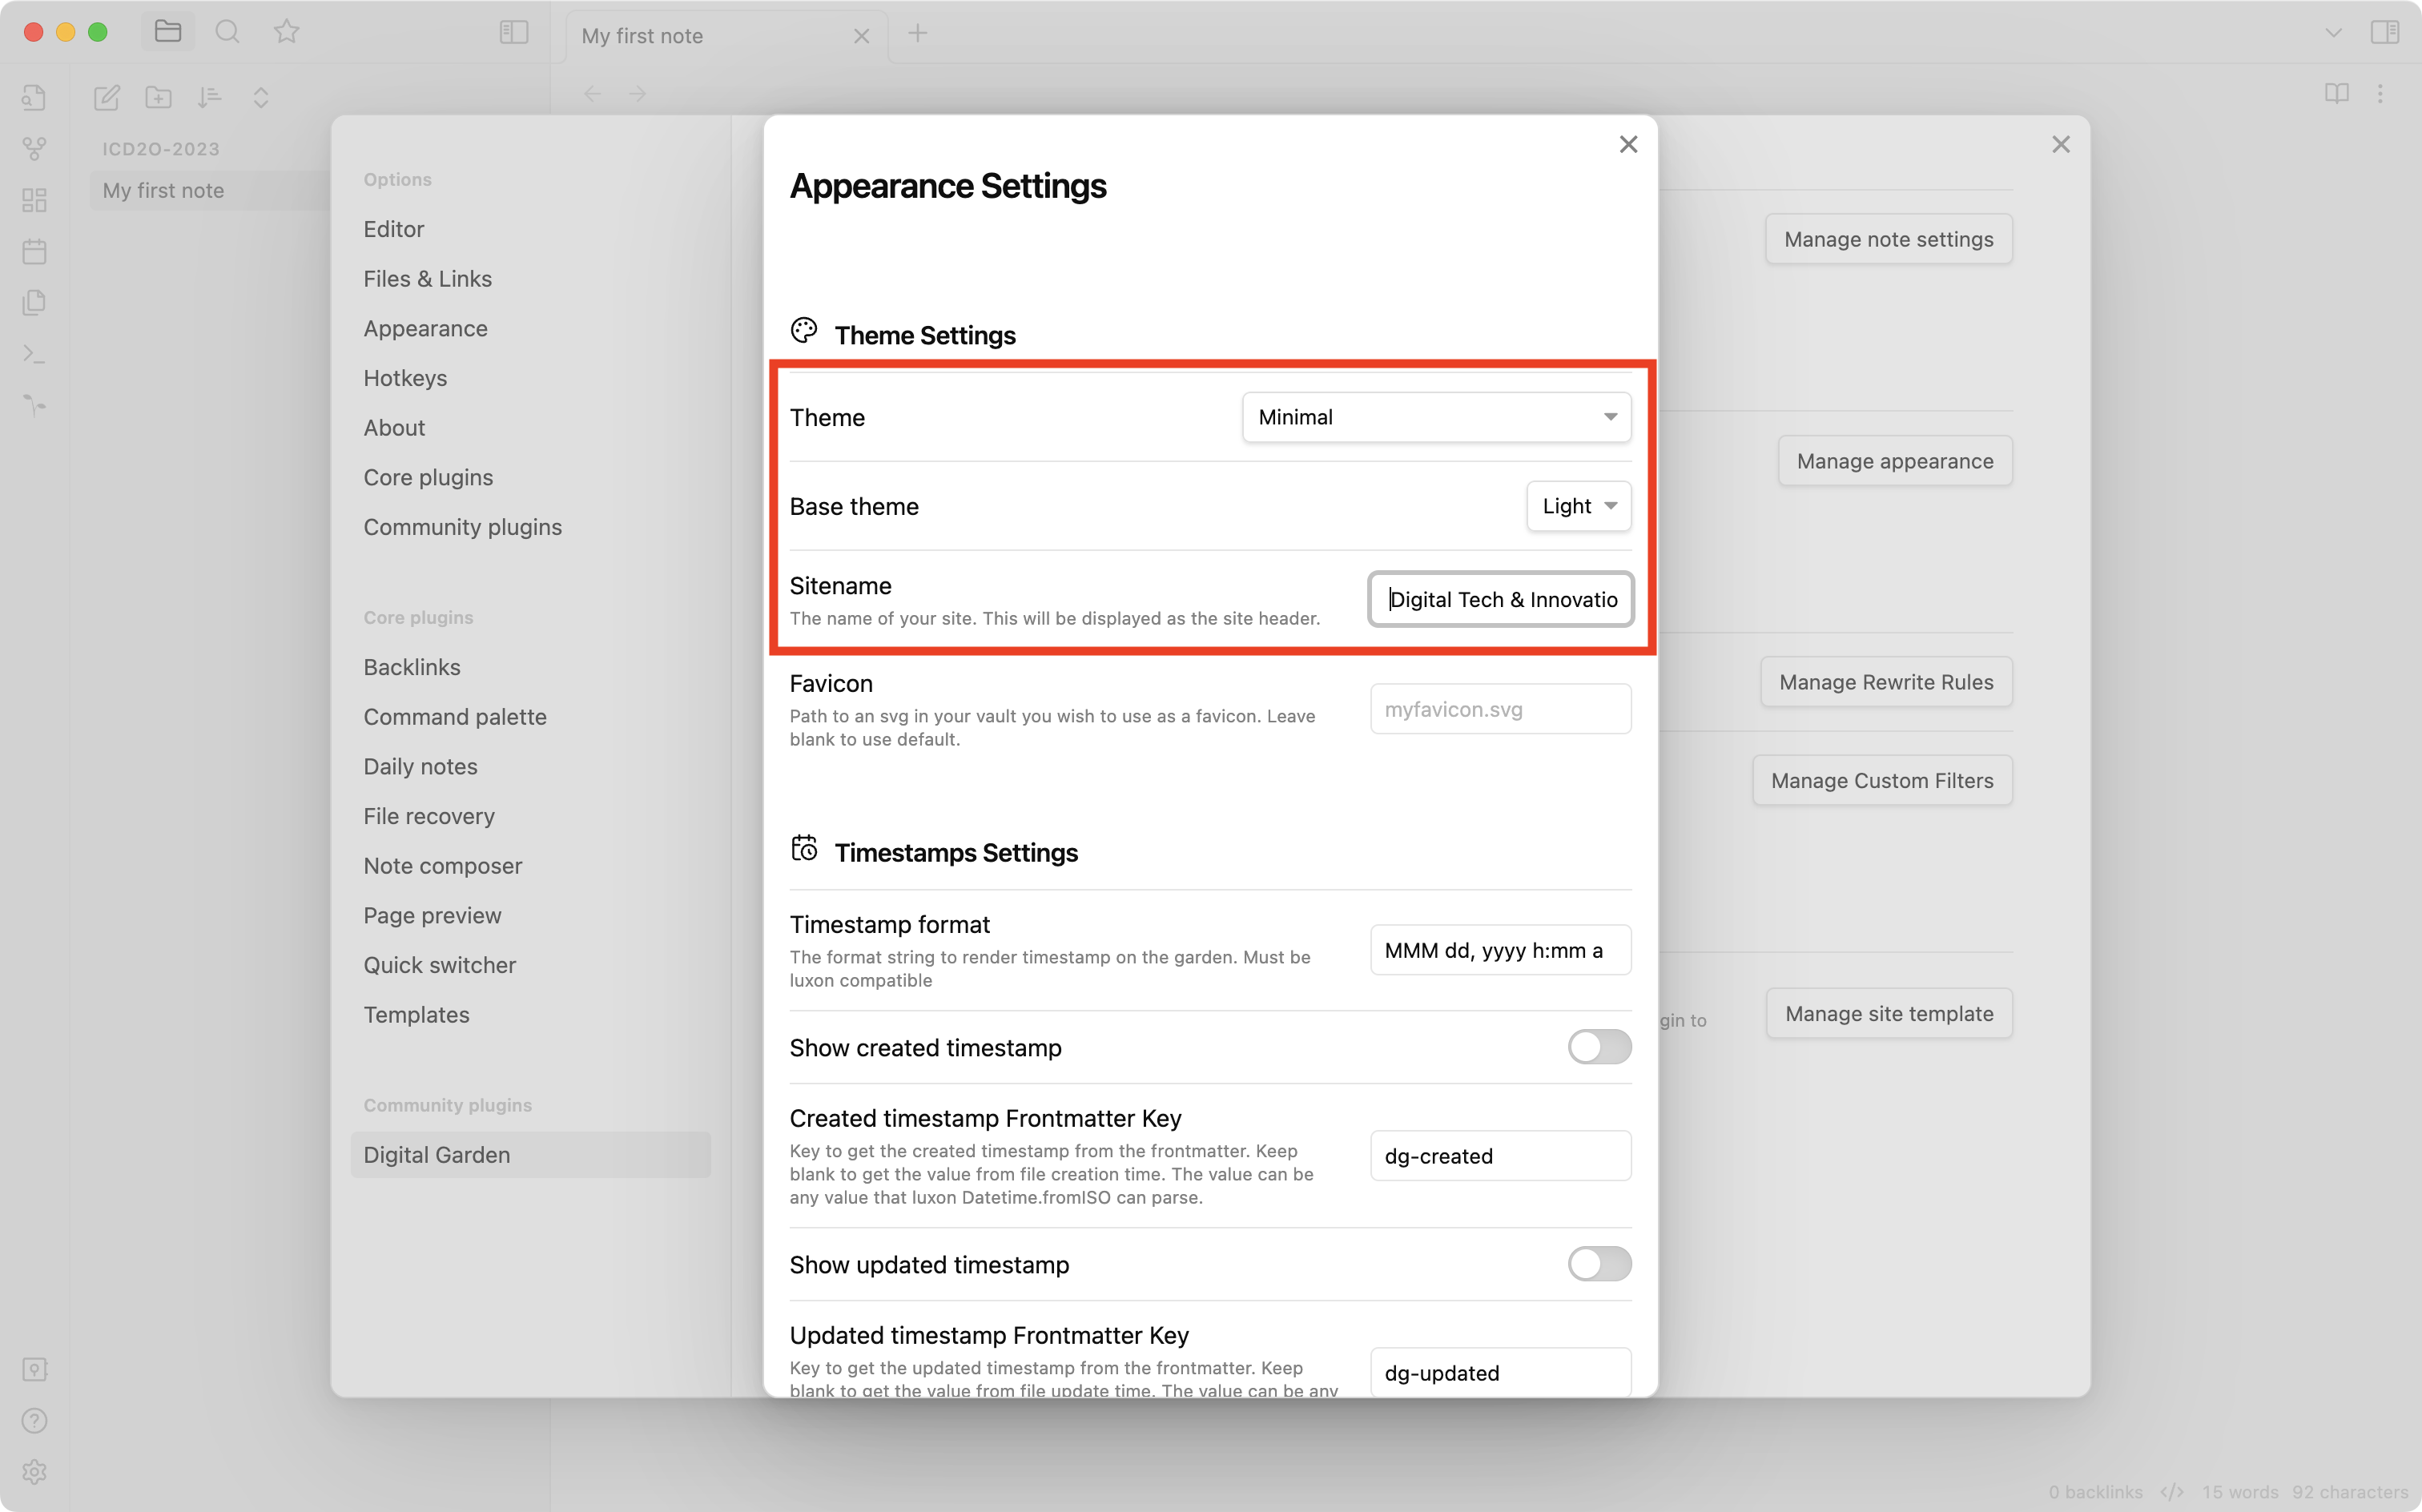 My first note
ICD2O-2023
My first note
Options
Editor
Files & Links
Appearance
Hotkeys
About
Core plugins
Community plugins
Core plugins
Backlinks
Command palette
Daily notes
File recovery
Note composer
Page preview
Quick switcher
Templates
Community plugins
Digital Garden
Appearance Settings
Theme Settings
Theme
Minimal
Base theme
Light
Sitename
The name of your site. This will be displayed as the site header.
Digital Tech & Innovatio
Favicon
Path to an svg in your vault you wish to use as a favicon. Leave
blank to use default.
myfavicon.svg
Timestamps Settings
Timestamp format
The format string to render timestamp on the garden. Must be
luxon compatible
MMM dd, yyyy h:mm a
Show created timestamp
Created timestamp Frontmatter Key
Key to get the created timestamp from the frontmatter. Keep
blank to get the value from file creation time. The value can be
any value that luxon Datetime.fromISO can parse.
dg-created
Show updated timestamp
Updated timestamp Frontmatter Key
Key to get the updated timestamp from the frontmatter. Keep
blank to get the value from file update time. The value can be any
dg-updated
Manage note settings
Manage appearance
Manage Rewrite Rules
Manage Custom Filters
gin to
Manage site template
0 backlinks </> 15 words 92 characters